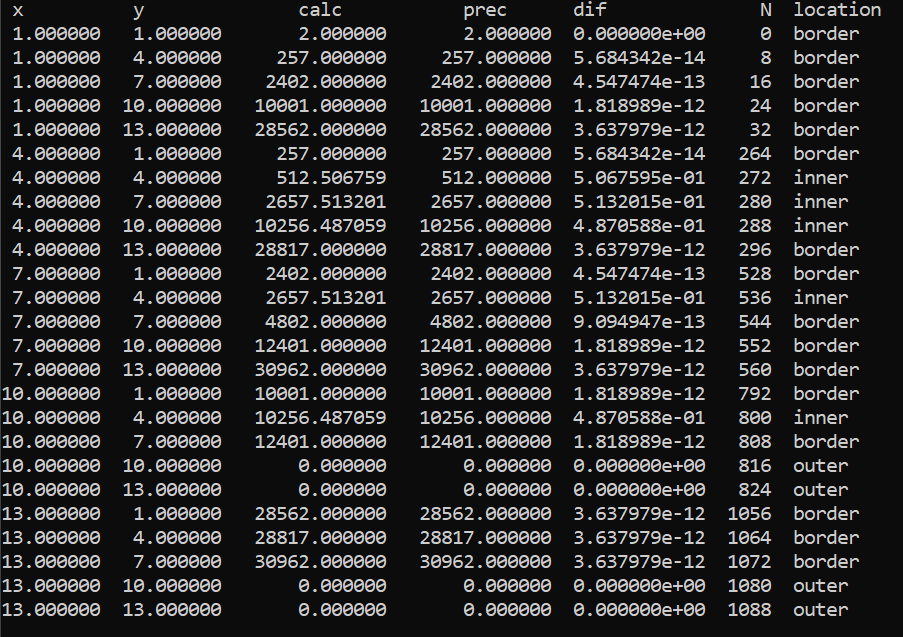 x y calc prec dif N location
1.000000 1.000000 2.000000 2.000000 0.000000e+00 0 border
1.000000 4.000000 257.000000 257.000000 5.684342e-14 8 border
1.000000 7.000000 2402.000000 2402.000000 4.547474e-13 16 border
1.000000 10.000000 10001.000000 10001.000000 1.818989e-12 24 border
1.000000 13.000000 28562.000000 28562.000000 3.637979e-12 32 border
4.000000 1.000000 257.000000 257.000000 5.684342e-14 264 border
4.000000 4.000000 512.506759 512.000000 5.067595e-01 272 inner
4.000000 7.000000 2657.513201 2657.000000 5.132015e-01 280 inner
4.000000 10.000000 10256.487059 10256.000000 4.870588e-01 288 inner
4.000000 13.000000 28817.000000 28817.000000 3.637979e-12 296 border
7.000000 1.000000 2402.000000 2402.000000 4.547474e-13 528 border
7.000000 4.000000 2657.513201 2657.000000 5.132015e-01 536 inner
7.000000 7.000000 4802.000000 4802.000000 9.094947e-13 544 border
7.000000 10.000000 12401.000000 12401.000000 1.818989e-12 552 border
7.000000 13.000000 30962.000000 30962.000000 3.637979e-12 560 border
10.000000 1.000000 10001.000000 10001.000000 1.818989e-12 792 border
10.000000 4.000000 10256.487059 10256.000000 4.870588e-01 800 inner
10.000000 7.000000 12401.000000 12401.000000 1.818989e-12 808 border
10.000000 10.000000 0.000000 0.000000 0.000000e+00 816 outer
10.000000 13.000000 0.000000 0.000000 0.000000e+00 824 outer
13.000000 1.000000 28562.000000 28562.000000 3.637979e-12 1056 border
13.000000 4.000000 28817.000000 28817.000000 3.637979e-12 1064 border
13.000000 7.000000 30962.000000 30962.000000 3.637979e-12 1072 border
13.000000 10.000000 0.000000 0.000000 0.000000e+00 1080 outer
13.000000 13.000000 0.000000 0.000000 0.000000e+00 1088 outer